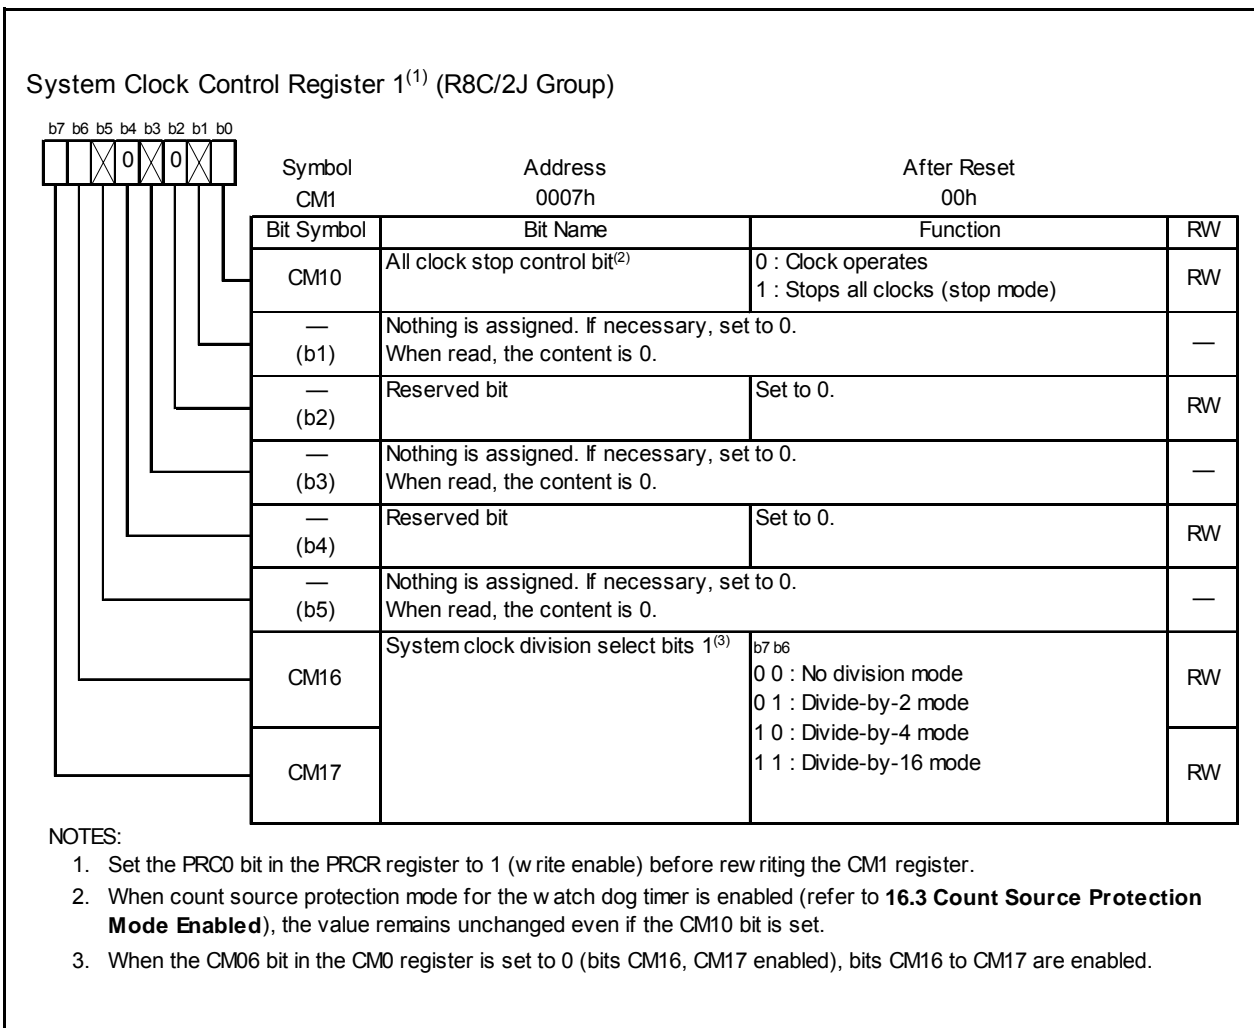 System Clock Control Register 1(1) (R8C/2J Group)
b7 b6 b5 b4 b3 b2 b1 b0
0 0
Symbol Address After Reset
CM1 0007h 00h
Bit Symbol Bit Name Function RW
CM10 All clock stop control bit(2) 0 : Clock operates RW
1 : Stops all clocks (stop mode)
— Nothing is assigned. If necessary, set to 0. —
(b1) When read, the content is 0.
— Reserved bit Set to 0. RW
(b2)
— Nothing is assigned. If necessary, set to 0. —
(b3) When read, the content is 0.
— Reserved bit Set to 0. RW
(b4)
— Nothing is assigned. If necessary, set to 0. —
(b5) When read, the content is 0.
CM16 System clock division select bits 1(3) b7 b6 RW
0 0 : No division mode
0 1 : Divide-by-2 mode
1 0 : Divide-by-4 mode
CM17 1 1 : Divide-by-16 mode RW
NOTES:
1. Set the PRC0 bit in the PRCR register to 1 (write enable) before rewriting the CM1 register.
2. When count source protection mode for the watch dog timer is enabled (refer to 16.3 Count Source Protection
Mode Enabled), the value remains unchanged even if the CM10 bit is set.
3. When the CM06 bit in the CM0 register is set to 0 (bits CM16, CM17 enabled), bits CM16 to CM17 are enabled.